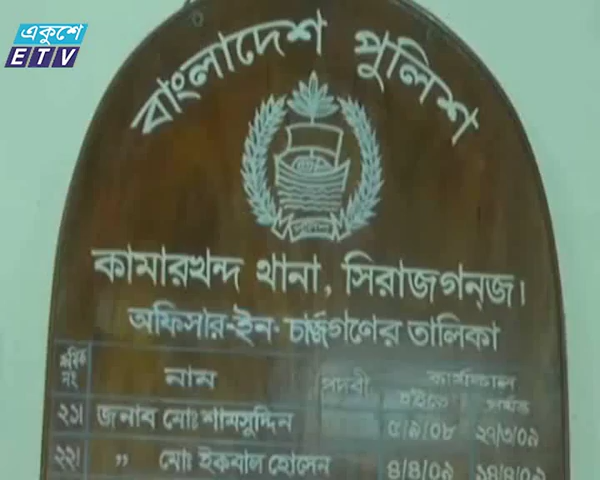 একুশে
ETV
বাংলাদেশ পুলিশ
পুলিশ
কামারখন্দ থানা, সিরাজগন্জ।
অফিসার-ইন-চার্জগণের তালিকা
ক্রমিক নং নাম পদবী কার্যকাল
হইতে পর্যন্ত
২১। জনাব মোঃ শামসুদ্দিন ৫/৯/০৮ ২৭/৩/০৯
২২। " মোঃ ইকবাল হোসেন ৪/৪/০৯